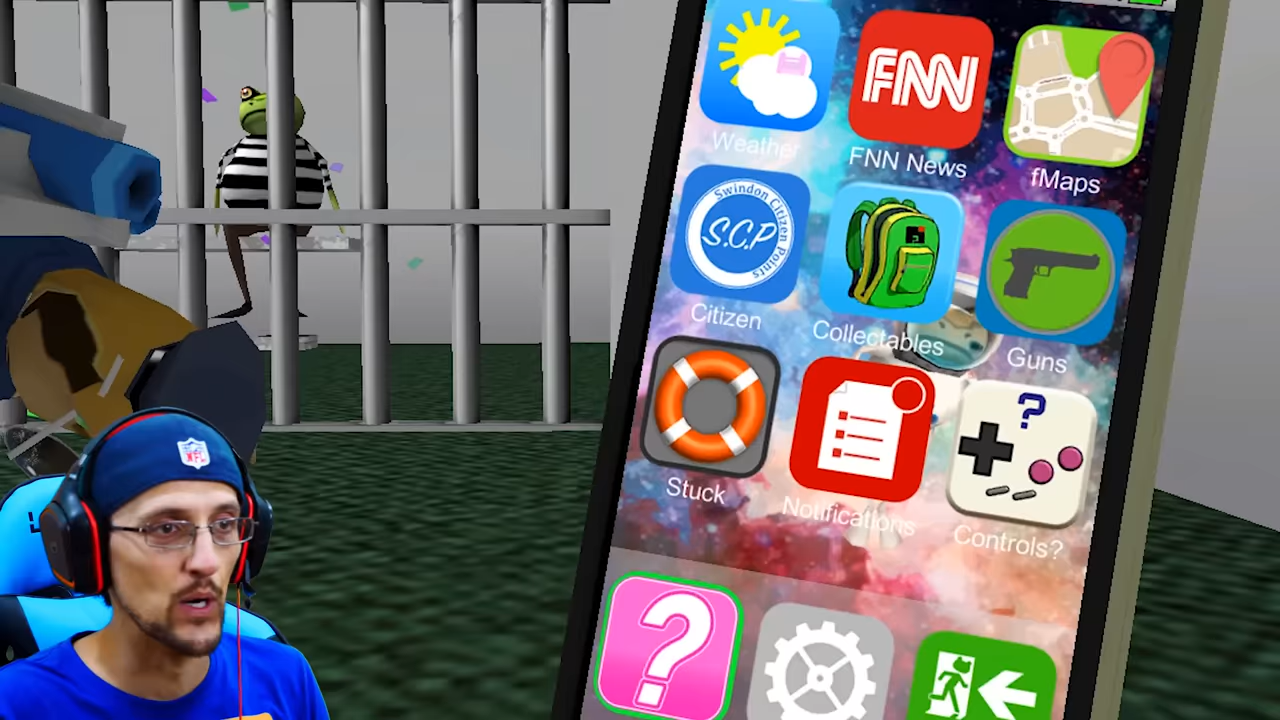 FNN
Weather
FNN News
fMaps
Swindon Citizen Points
S.C.P
Citizen
Collectables
Guns
?
Stuck
Notifications
Controls?
?
NFL